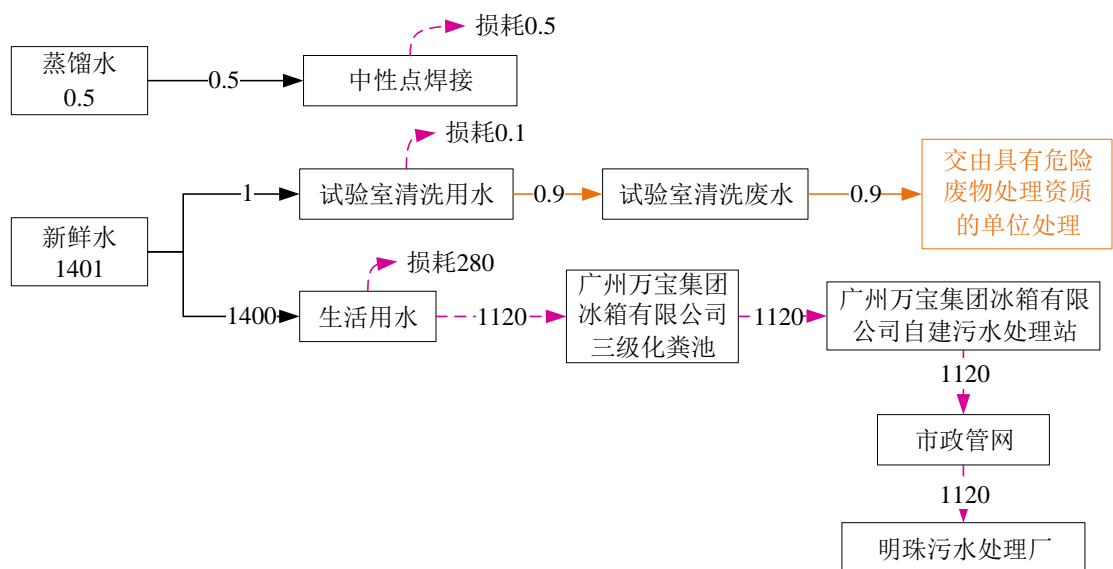 损耗0.5
蒸馏水
0.5
0.5
中性点焊接
损耗0.1
新鲜水
1401
1
试验室清洗用水
0.9
试验室清洗废水
0.9
交由具有危险
废物处理资质
的单位处理
损耗280
1400
生活用水
1120
广州万宝集团
冰箱有限公司
三级化粪池
1120
广州万宝集团冰箱有限
公司自建污水处理站
1120
市政管网
1120
明珠污水处理厂